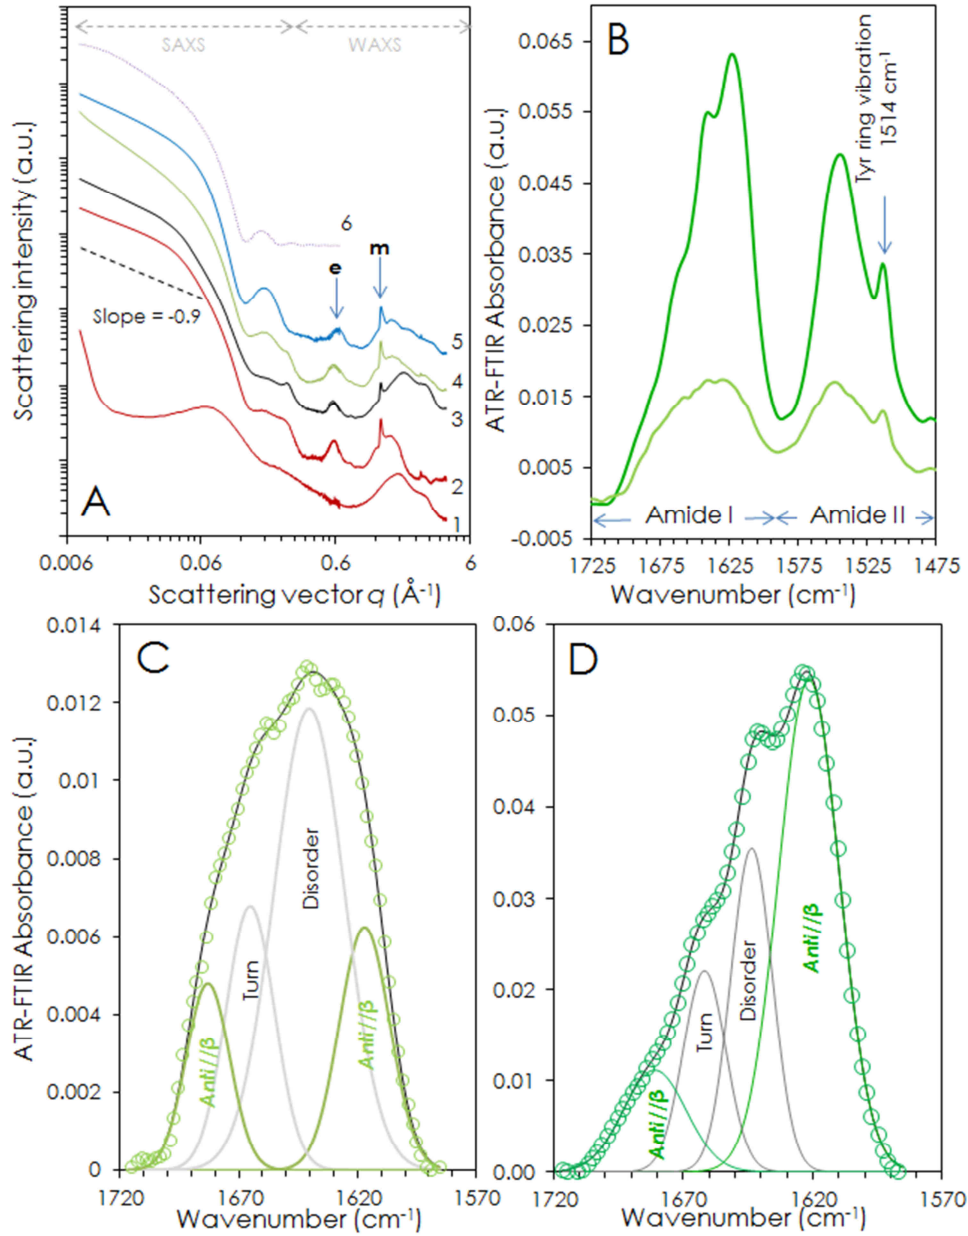 SAXS
WAXS
Scattering intensity (a.u.)
6
e
m
Slope = -0.9
5
4
3
2
1
A
0.006
0.06
0.6
6
Scattering vector q (Å-1)
B
0.065
0.055
0.045
0.035
0.025
0.015
0.005
-0.005
ATR-FTIR Absorbance (a.u.)
Tyr ring vibration
1514 cm-1
Amide I
Amide II
1725
1675
1625
1575
1525
1475
Wavenumber (cm-1)
C
0.014
0.012
0.01
0.008
0.006
0.004
0.002
0
ATR-FTIR Absorbance (a.u.)
Anti//β
Turn
Disorder
Anti//β
1720
1670
1620
1570
Wavenumber (cm-1)
D
0.06
0.05
0.04
0.03
0.02
0.01
0.00
Anti//β
Turn
Disorder
Anti//β
1720
1670
1620
1570
Wavenumber (cm-1)